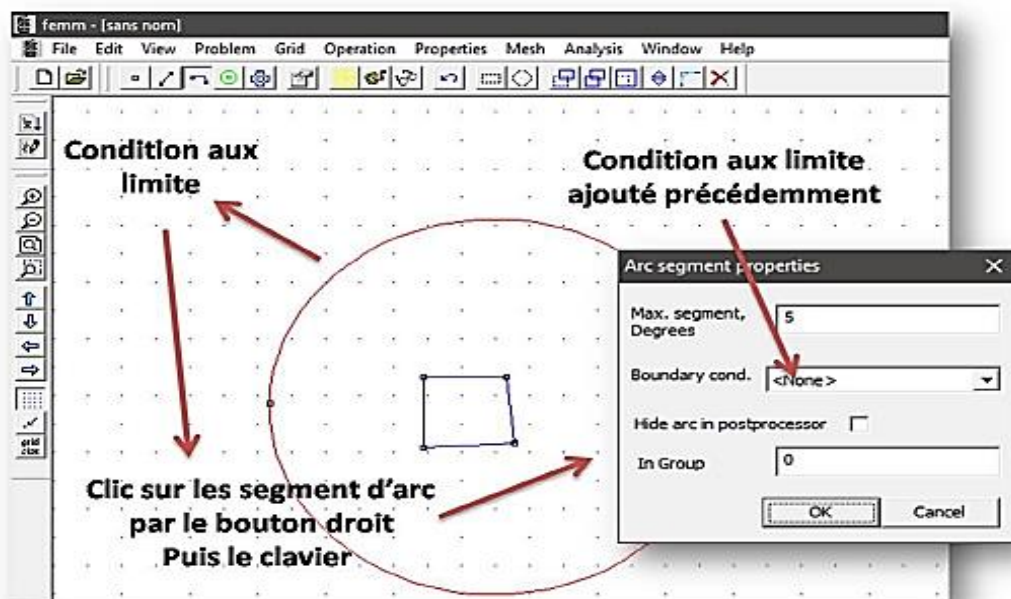 femm - [sans nom]
File Edit View Problem Grid Operation Properties Mesh Analysis Window Help
Condition aux
limite
Condition aux limite
ajouté précédemment
Arc segment properties
Max. segment,
Degrees
5
Boundary cond.
<None>
Hide arc in postprocessor
In Group
0
OK
Cancel
Clic sur les segment d'arc
par le bouton droit
Puis le clavier